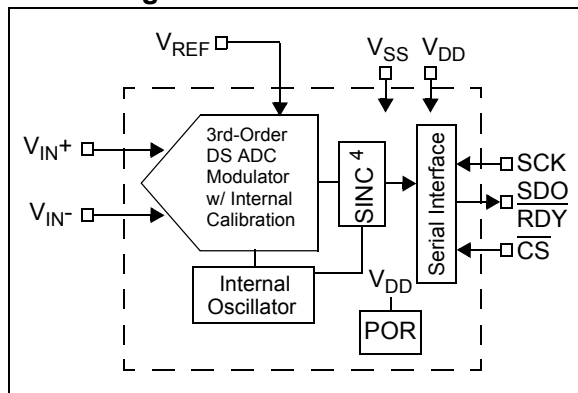 V_REF
V_SS
V_DD
V_IN+
V_IN-
3rd-Order
DS ADC
Modulator
w/ Internal
Calibration
SINC 4
Serial Interface
SCK
SDO
RDY
CS
Internal
Oscillator
V_DD
POR